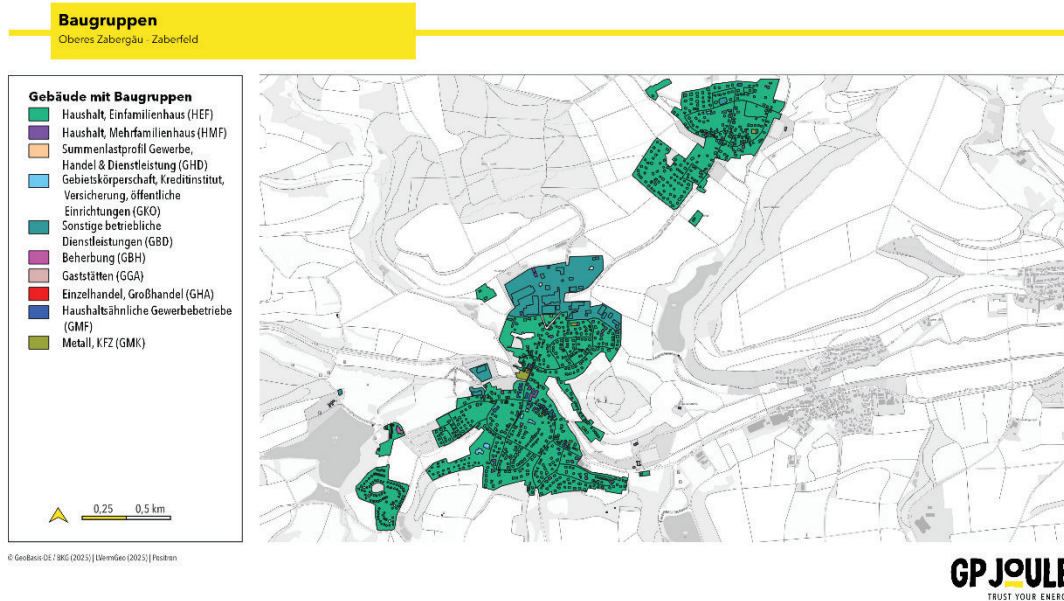 Baugruppen
Oberes Zabergäu - Zaberfeld
Gebäude mit Baugruppen
Haushalt, Einfamilienhaus (HEF)
Haushalt, Mehrfamilienhaus (HMF)
Summenlastprofil Gewerbe,
Handel & Dienstleistung (GHD)
Gebietskörperschaft, Kreditinstitut,
Versicherung, öffentliche
Einrichtungen (GKO)
Sonstige betriebliche
Dienstleistungen (GBD)
Beherbung (GBH)
Gaststätten (GGA)
Einzelhandel, Großhandel (GHA)
Haushaltsähnliche Gewerbebetriebe
(GMF)
Metall, KFZ (GMK)
0,25 0,5 km
© GeoBasis-DE / BKG (2025) | LVermGeo (2025) | Positron
GP JOULE
TRUST YOUR ENERG